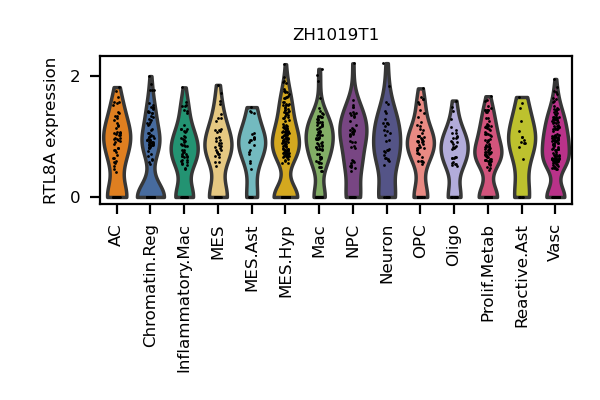 ZH1019T1
RTL8A expression
2
0
AC
Chromatin.Reg
Inflammatory.Mac
MES
MES.Ast
MES.Hyp
Mac
NPC
Neuron
OPC
Oligo
Prolif.Metab
Reactive.Ast
Vasc